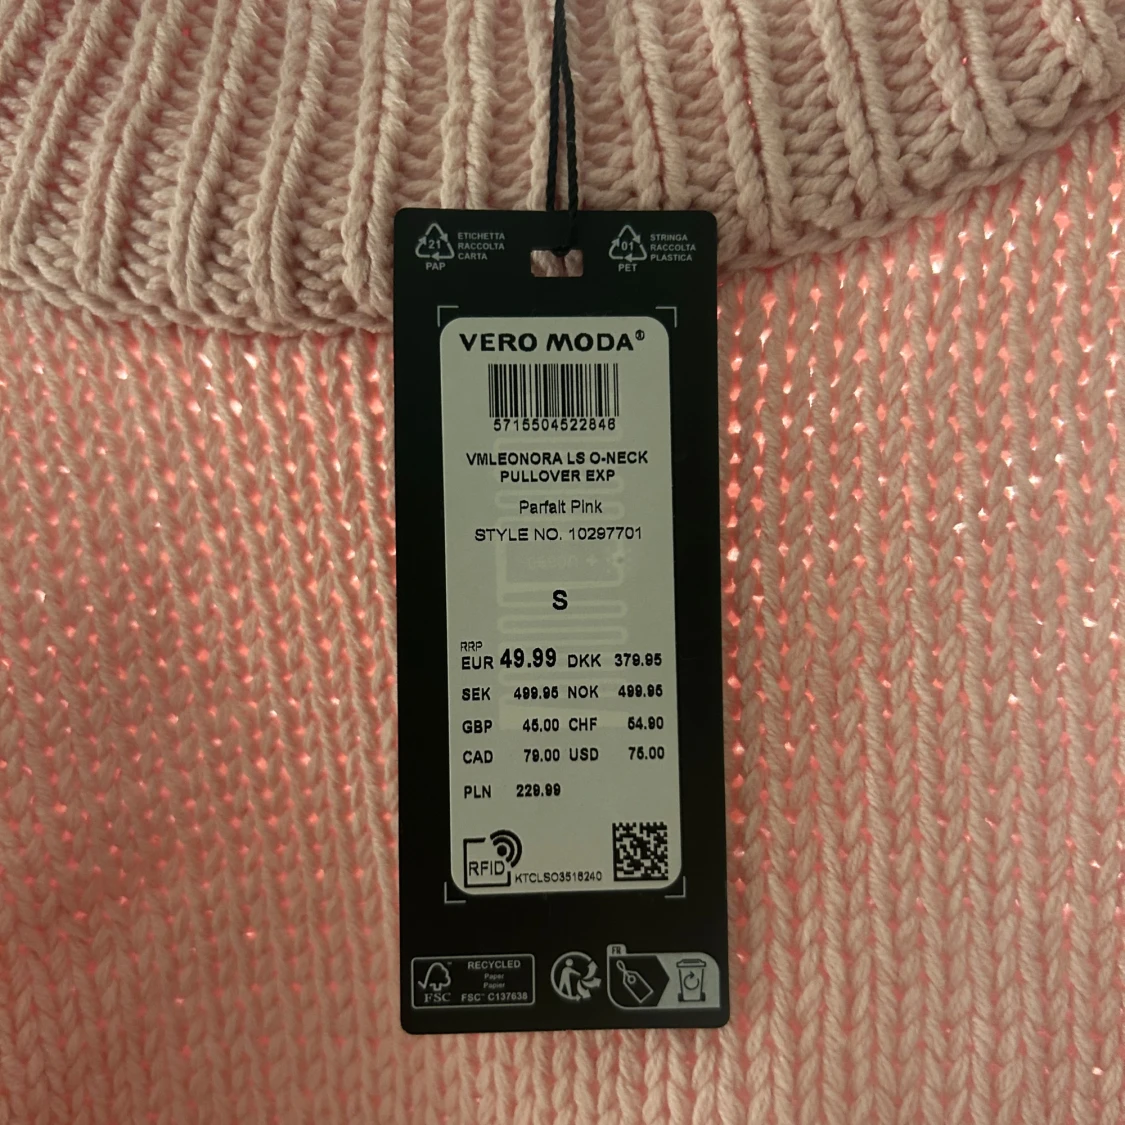 21
PAP
ETICHETTA
RACCOLTA
CARTA
01
PET
STRINGA
RACCOLTA
PLASTICA
VERO MODA®
5715504522846
VMLEONORA LS O-NECK
PULLOVER EXP
Parfait Pink
STYLE NO. 10297701
S
RRP
EUR 49.99 DKK 379.95
SEK 499.95 NOK 499.95
GBP 45.00 CHF 54.90
CAD 79.00 USD 75.00
PLN 229.99
RFID
KTCLSO3516240
FSC
RECYCLED
Paper
Papier
FSC™ C137638
FR